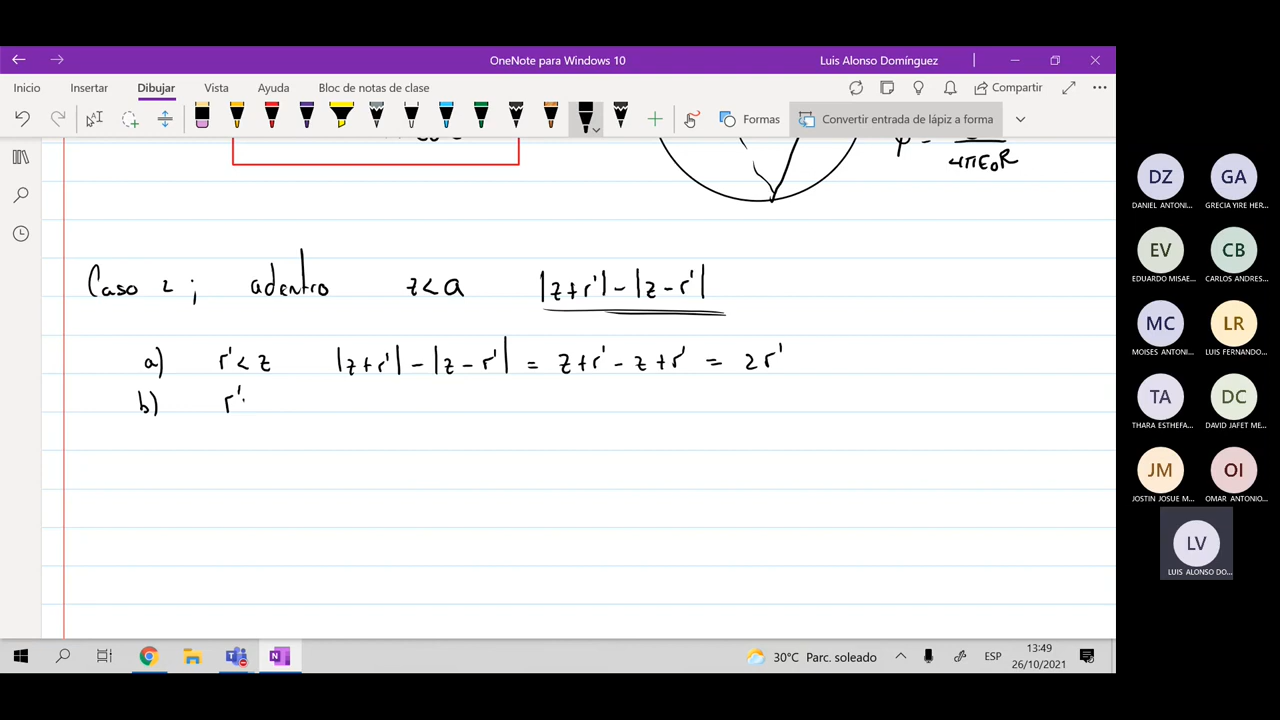 OneNote para Windows 10
Luis Alonso Domínguez
Inicio Insertar Dibujar Vista Ayuda Bloc de notas de clase Compartir
Formas Convertir entrada de lápiz a forma
4πε₀R
Caso 2; adentro z<a |z+r'| - |z-r'|
a) r'<z |z+r'| - |z-r'| = z+r' - z+r' = 2r'
b) r'
DZ GA
DANIEL ANTONI... GRECIA YIRE HER...
EV CB
EDUARDO MISAE... CARLOS ANDRES...
MC LR
MOISES ANTONI... LUIS FERNANDO...
TA DC
THARA ESTHEFA... DAVID JAFET ME...
JM OI
JOSTIN JOSUE M... OMAR ANTONIO...
LV
LUIS ALONSO DO...
30°C Parc. soleado ESP 13:49
26/10/2021